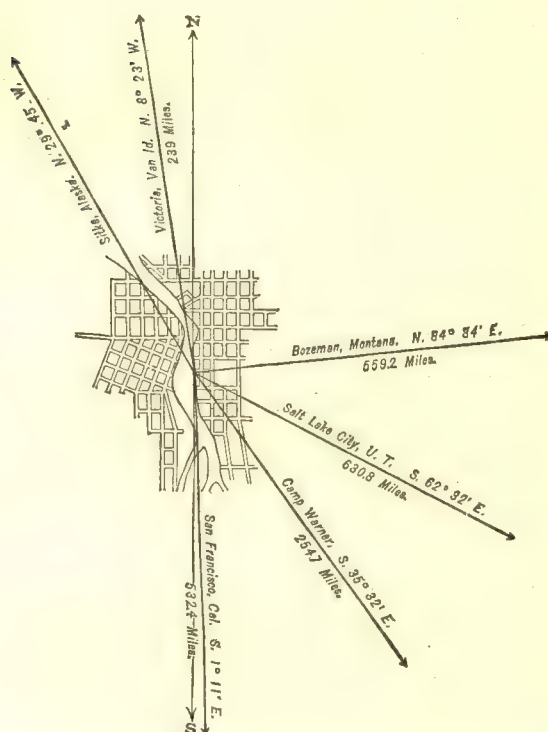 N
Sitka, Alaska. N. 29° 45. W.
Victoria, Van Id. N. 8° 23' W.
239 Miles.
Bozeman, Montana. N. 84° 34' E.
559.2 Miles.
Salt Lake City, U. T. S. 62° 32' E.
630.8 Miles.
Camp Warner, S. 35° 32' E.
254.7 Miles.
San Francisco, Cal. S. 1° 11' E.
532.4 Miles.
S